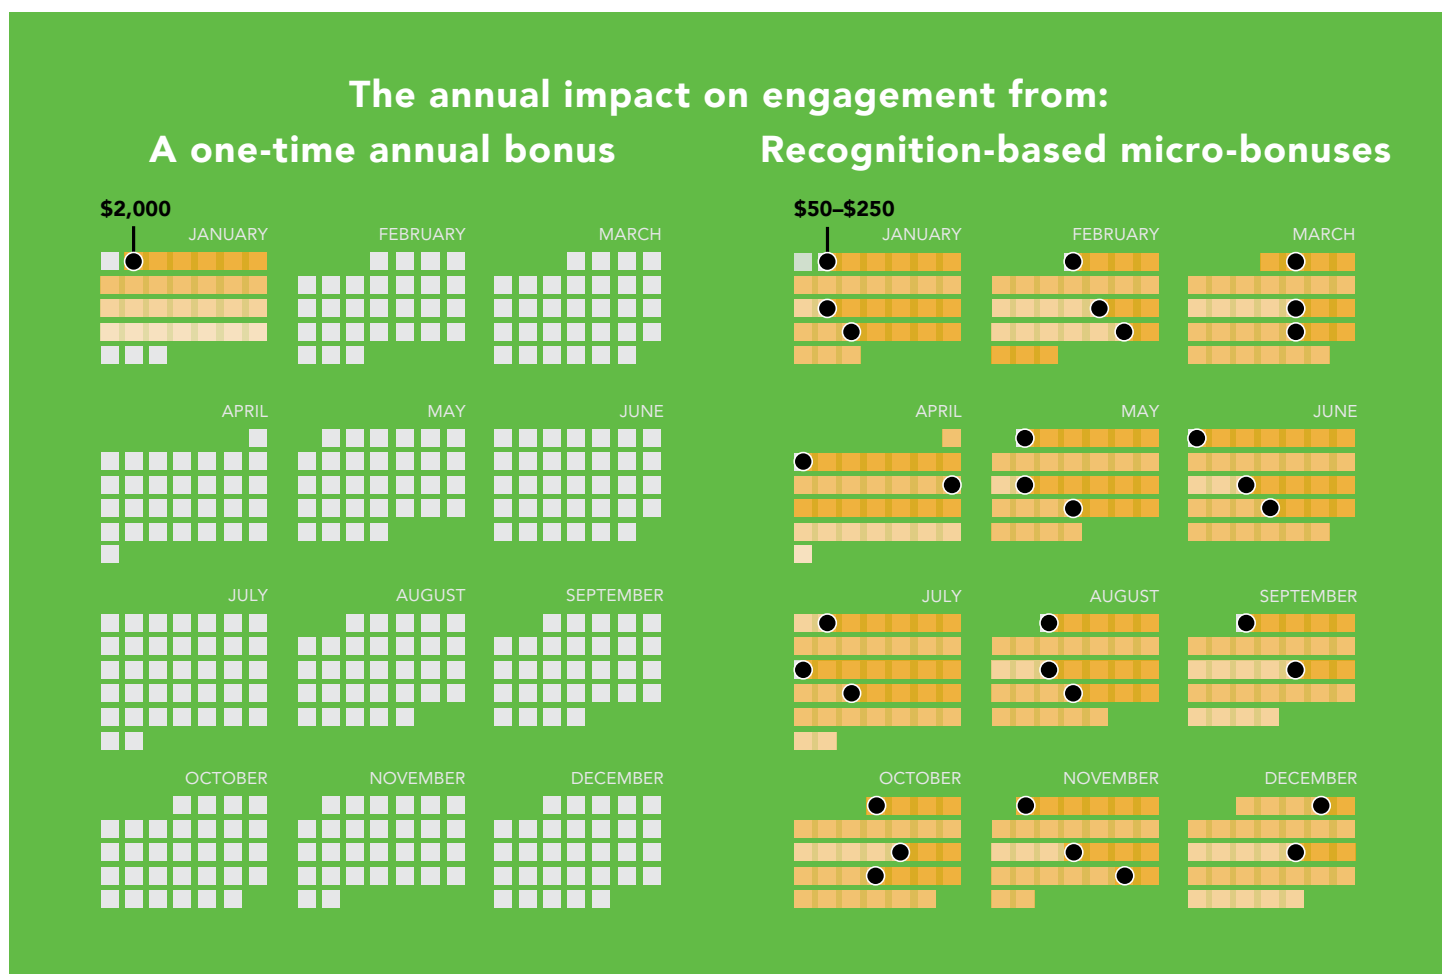 The annual impact on engagement from:
A one-time annual bonus
Recognition-based micro-bonuses
$2,000
JANUARY
FEBRUARY
MARCH
APRIL
MAY
JUNE
JULY
AUGUST
SEPTEMBER
OCTOBER
NOVEMBER
DECEMBER
$50–$250
JANUARY
FEBRUARY
MARCH
APRIL
MAY
JUNE
JULY
AUGUST
SEPTEMBER
OCTOBER
NOVEMBER
DECEMBER